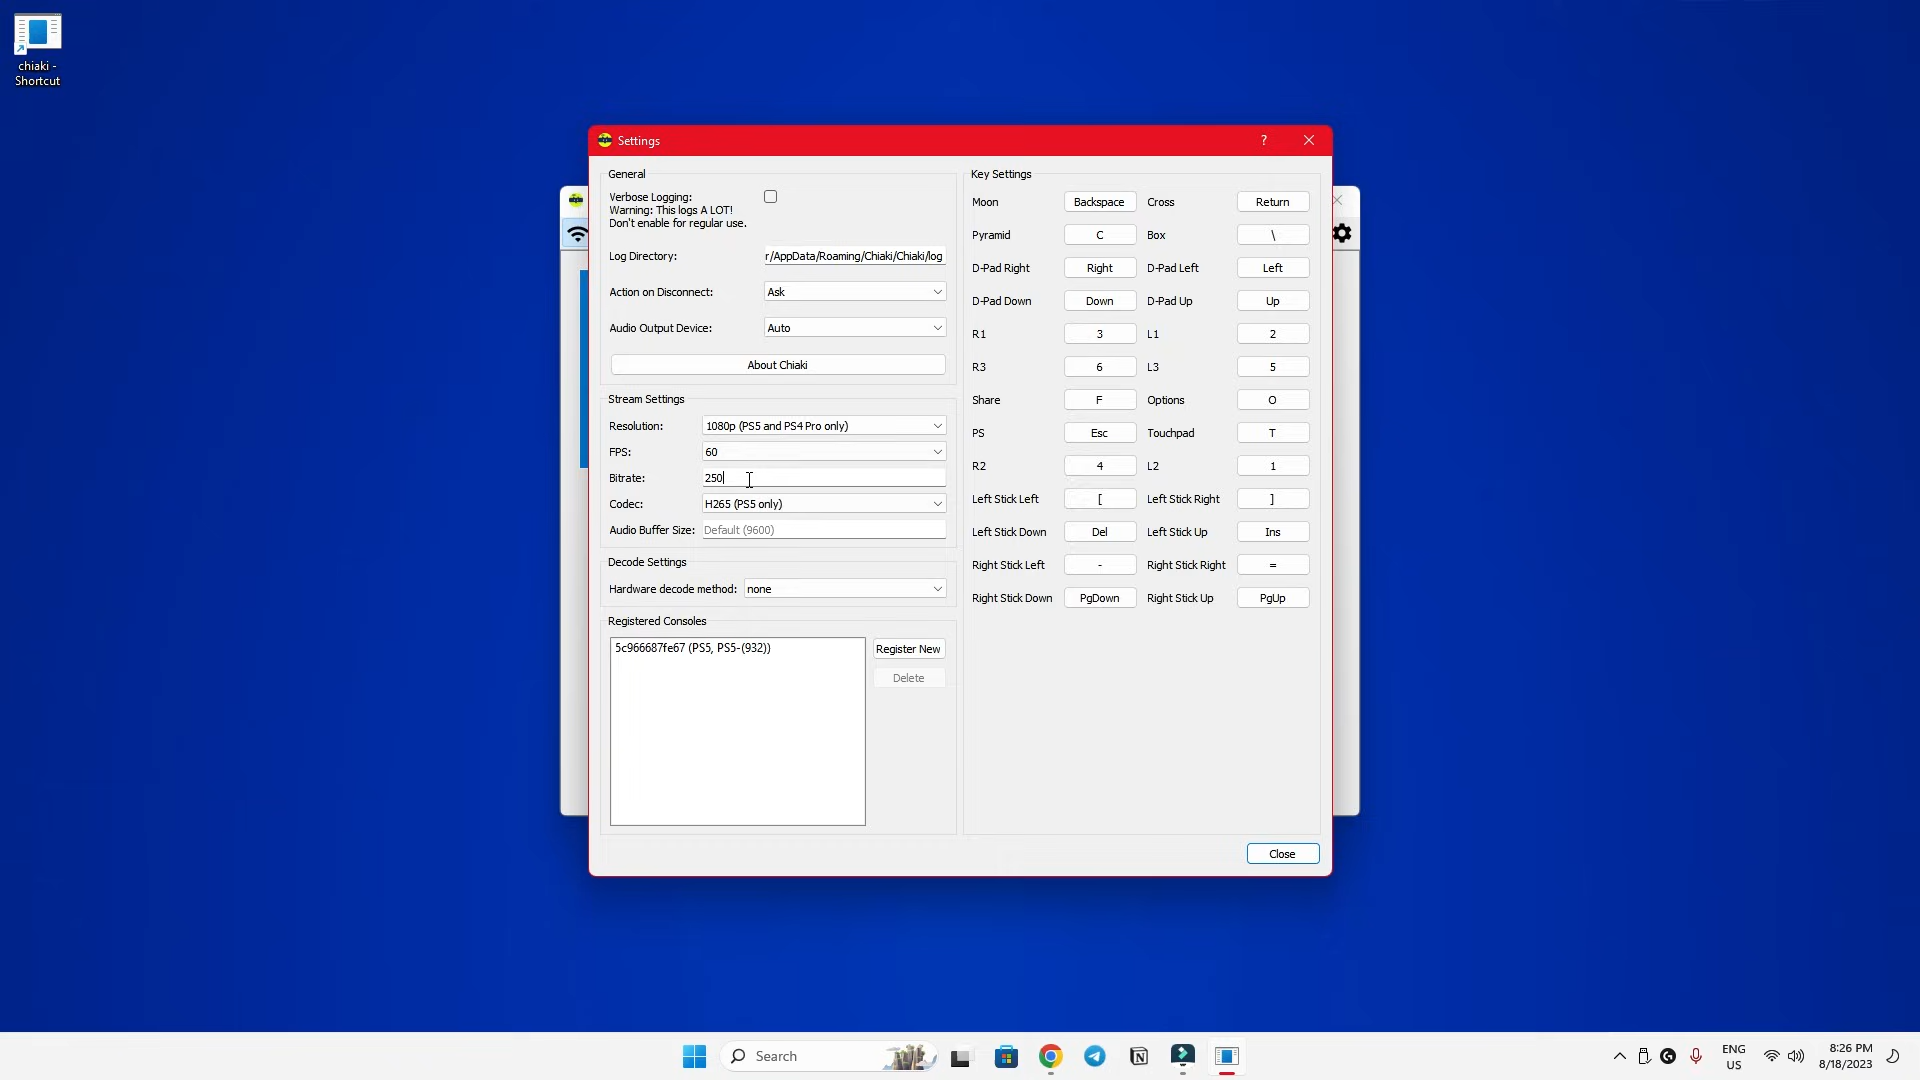 chiaki -
Shortcut
Settings
?
General
Verbose Logging:
Warning: This logs A LOT!
Don't enable for regular use.
Log Directory: r/AppData/Roaming/Chiaki/Chiaki/log
Action on Disconnect: Ask
Audio Output Device: Auto
About Chiaki
Stream Settings
Resolution: 1080p (PS5 and PS4 Pro only)
FPS: 60
Bitrate: 250
Codec: H265 (PS5 only)
Audio Buffer Size: Default (9600)
Decode Settings
Hardware decode method: none
Registered Consoles
5c966687fe67 (PS5, PS5-(932))
Register New
Delete
Key Settings
Moon Backspace Cross Return
Pyramid C Box \
D-Pad Right Right D-Pad Left Left
D-Pad Down Down D-Pad Up Up
R1 3 L1 2
R3 6 L3 5
Share F Options O
PS Esc Touchpad T
R2 4 L2 1
Left Stick Left [ Left Stick Right ]
Left Stick Down Del Left Stick Up Ins
Right Stick Left - Right Stick Right =
Right Stick Down PgDown Right Stick Up PgUp
Close
Search
ENG
US
8:26 PM
8/18/2023